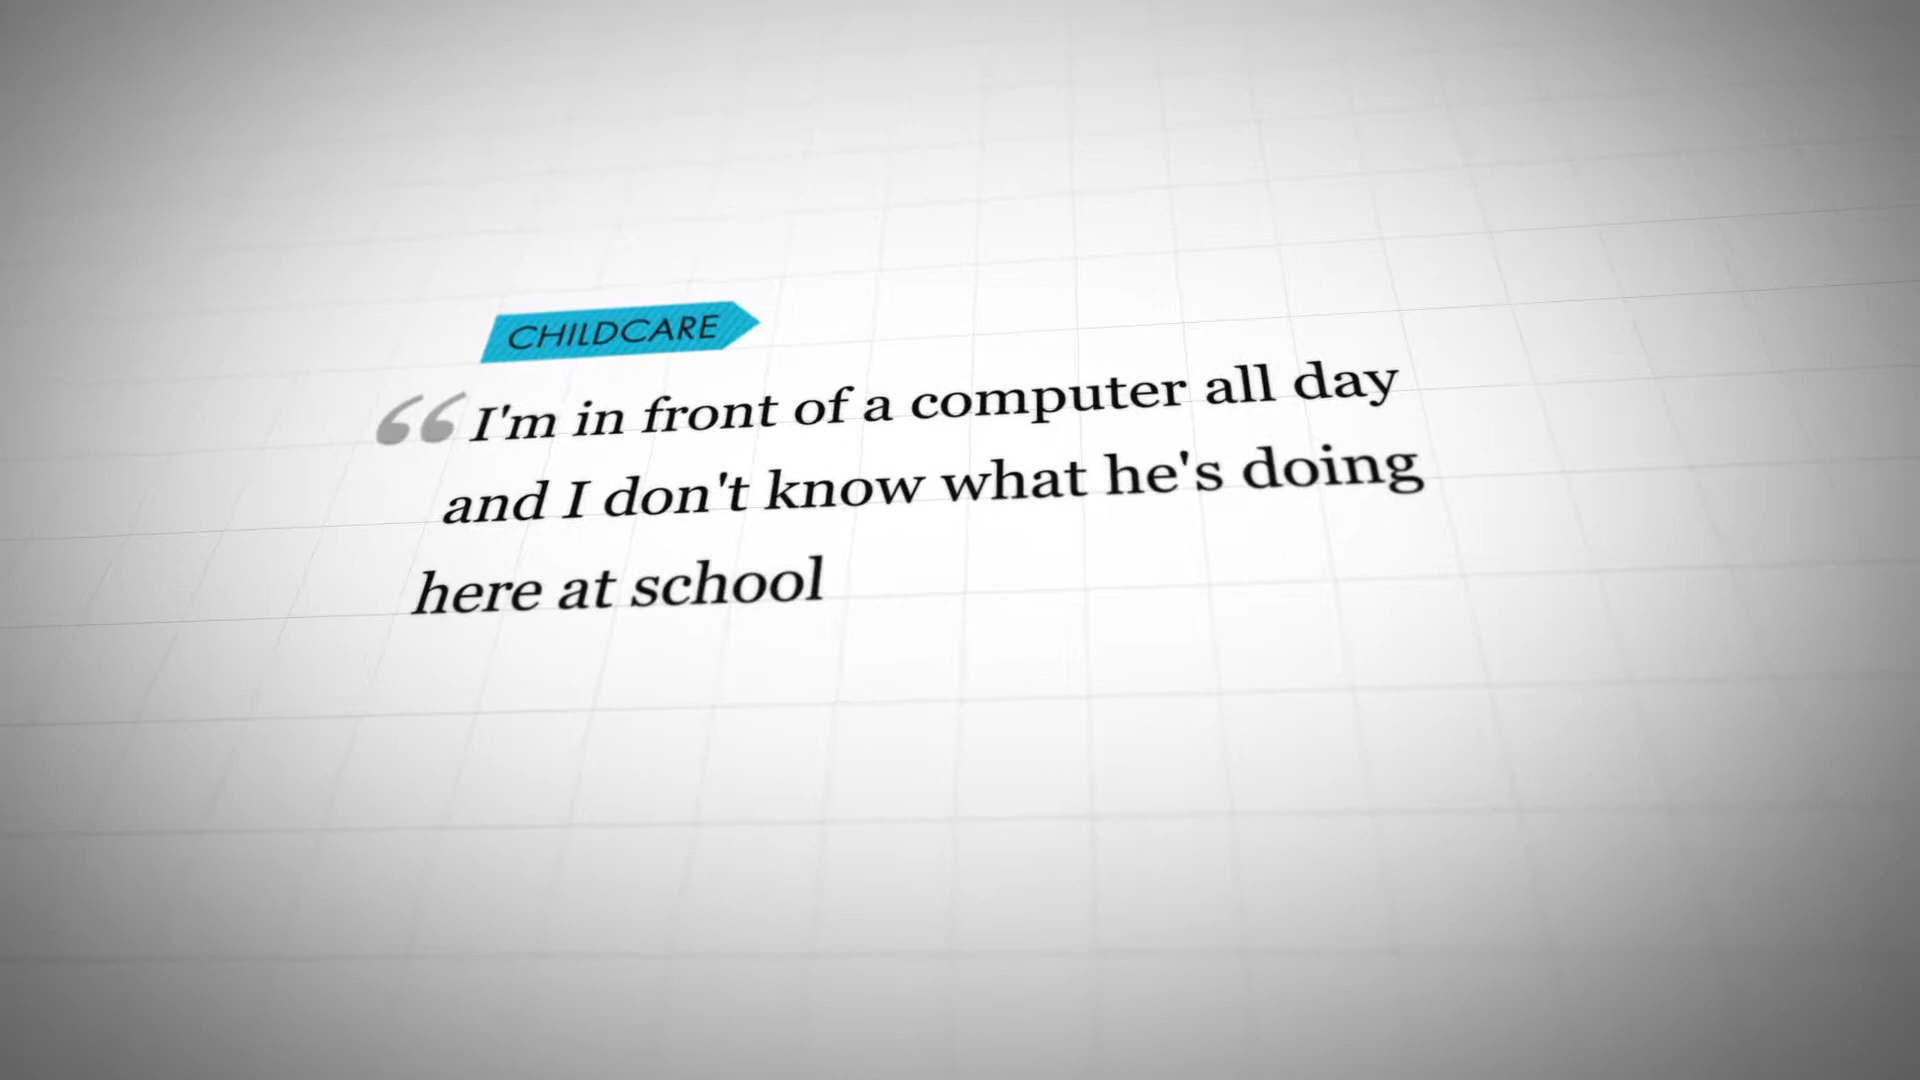 CHILDCARE
“I'm in front of a computer all day
and I don't know what he's doing
here at school